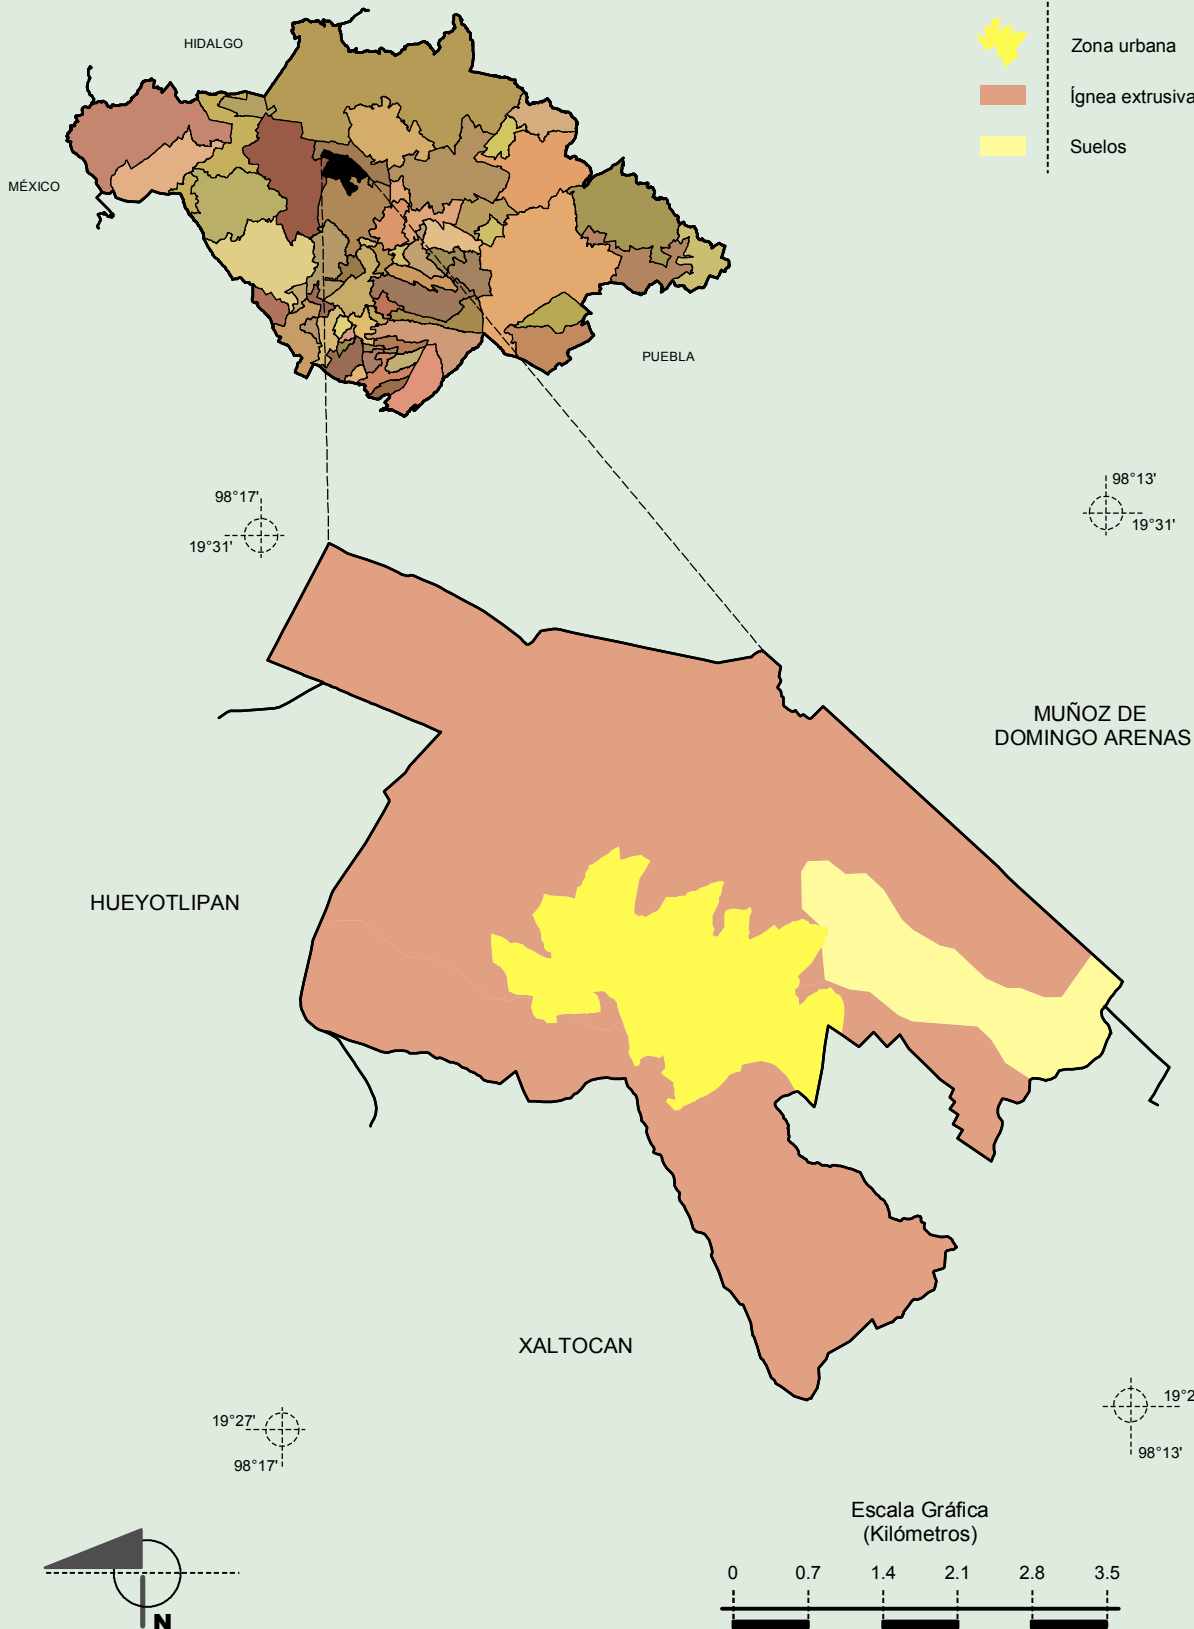 HIDALGO
Zona urbana
Ígnea extrusiva
Suelos
MÉXICO
PUEBLA
98°17'
19°31'
98°13'
19°31'
MUÑOZ DE
DOMINGO ARENAS
HUEYOTLIPAN
XALTOCAN
19°27'
98°17'
19°2
98°13'
Escala Gráfica
(Kilómetros)
0 0.7 1.4 2.1 2.8 3.5
N